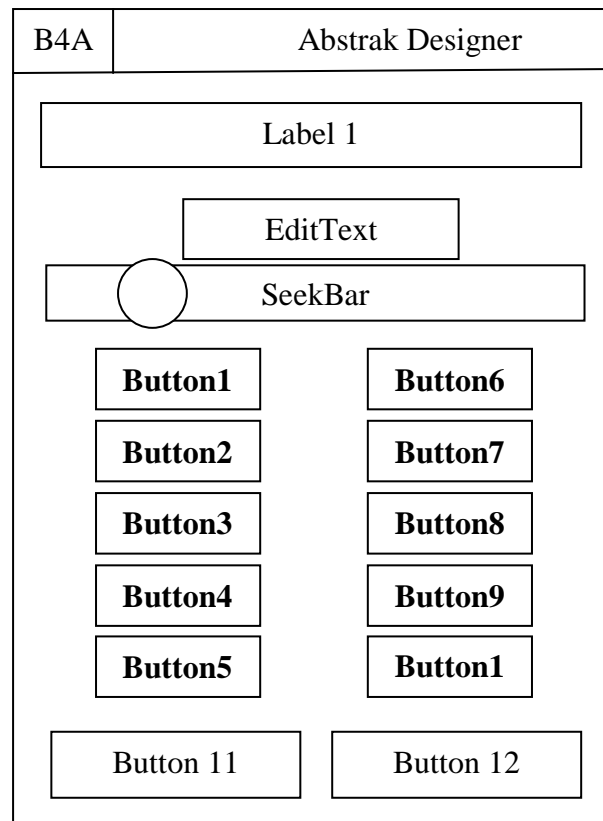 B4A Abstrak Designer
Label 1
EditText
SeekBar
Button1 Button6
Button2 Button7
Button3 Button8
Button4 Button9
Button5 Button1
Button 11 Button 12